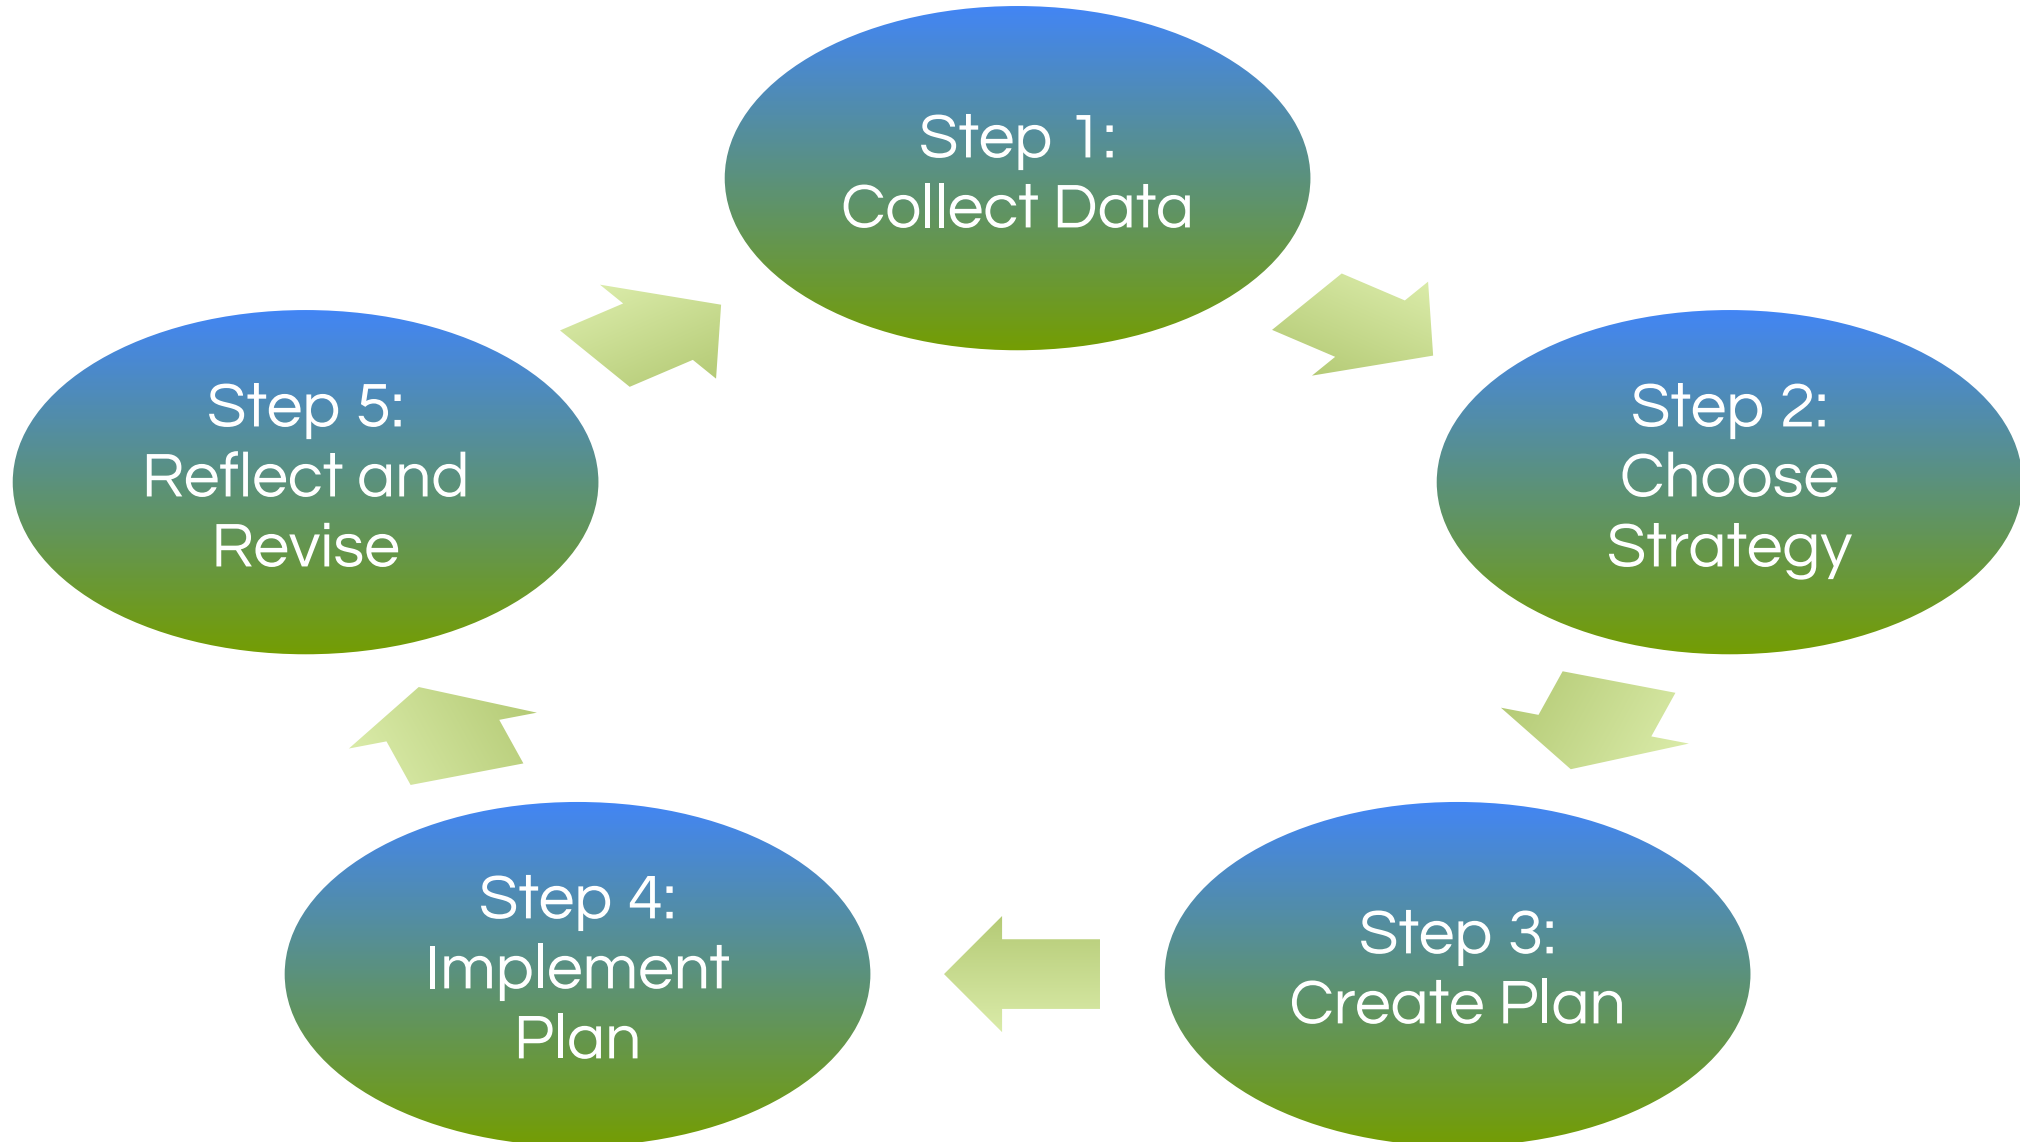 Step 1:
Collect Data
Step 2:
Choose
Strategy
Step 3:
Create Plan
Step 4:
Implement
Plan
Step 5:
Reflect and
Revise